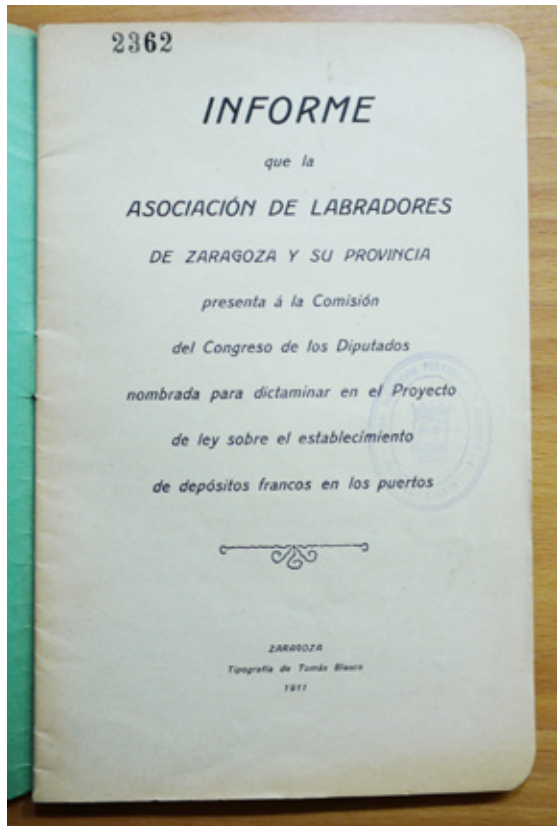 2362
INFORME
que la
ASOCIACIÓN DE LABRADORES
DE ZARAGOZA Y SU PROVINCIA
presenta á la Comisión
del Congreso de los Diputados
nombrada para dictaminar en el Proyecto
de ley sobre el establecimiento
de depósitos francos en los puertos
ZARAGOZA
Tipografía de Tomás Blasco
1911